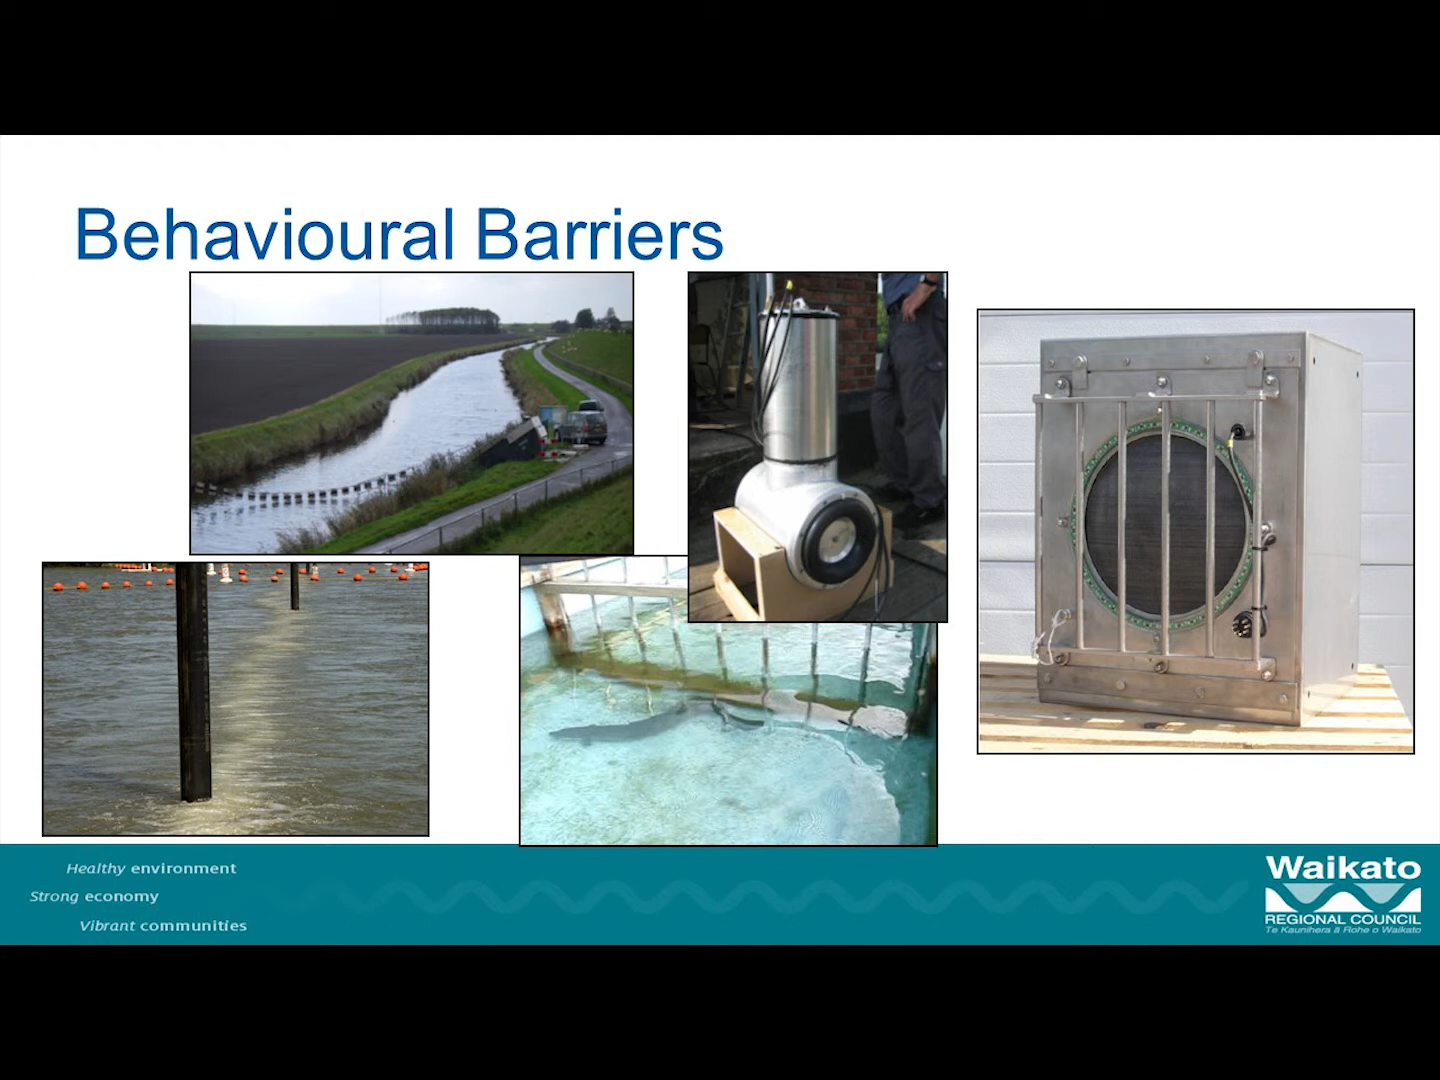 Behavioural Barriers
Healthy environment
Strong economy
Vibrant communities
Waikato
REGIONAL COUNCIL
Te Kaunihera ā Rohe o Waikato